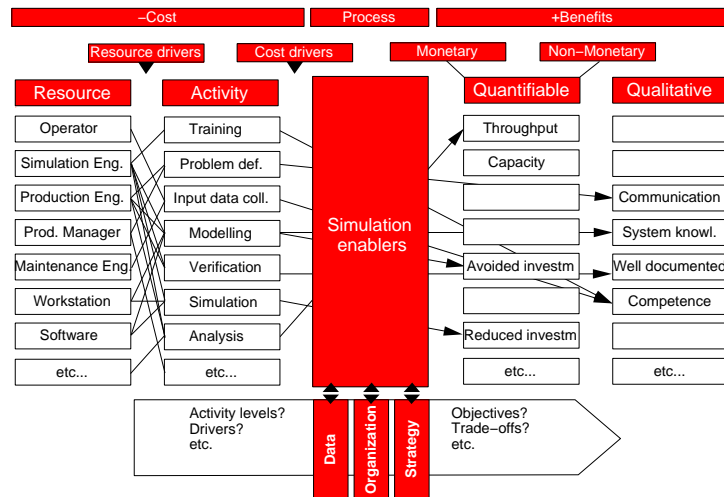 −Cost
Process
+Benefits
Resource drivers
Cost drivers
Monetary
Non−Monetary
Resource
Activity
Quantifiable
Qualitative
Operator
Training
Throughput
Simulation Eng.
Problem def.
Capacity
Production Eng.
Input data coll.
Communication
Prod. Manager
Modelling
Simulation
enablers
System knowl.
Maintenance Eng.
Verification
Avoided investm
Well documented
Workstation
Simulation
Competence
Software
Analysis
Reduced investm
etc...
etc...
etc...
etc...
Activity levels?
Drivers?
etc.
Data
Organization
Strategy
Objectives?
Trade−offs?
etc.